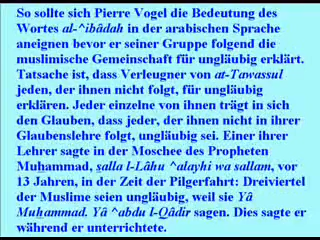 So sollte sich Pierre Vogel die Bedeutung des
Wortes al-^ibâdah in der arabischen Sprache
aneignen bevor er seiner Gruppe folgend die
muslimische Gemeinschaft für ungläubig erklärt.
Tatsache ist, dass Verleugner von at-Tawassul
jeden, der ihnen nicht folgt, für ungläubig
erklären. Jeder einzelne von ihnen trägt in sich
den Glauben, dass jeder, der ihnen nicht in ihrer
Glaubenslehre folgt, ungläubig sei. Einer ihrer
Lehrer sagte in der Moschee des Propheten
Muhammad, salla l-Lâhu ^alayhi wa sallam, vor
13 Jahren, in der Zeit der Pilgerfahrt: Dreiviertel
der Muslime seien ungläubig, weil sie Yâ
Muhammad. Yâ ^abdu l-Qâdir sagen. Dies sagte er
während er unterrichtete.